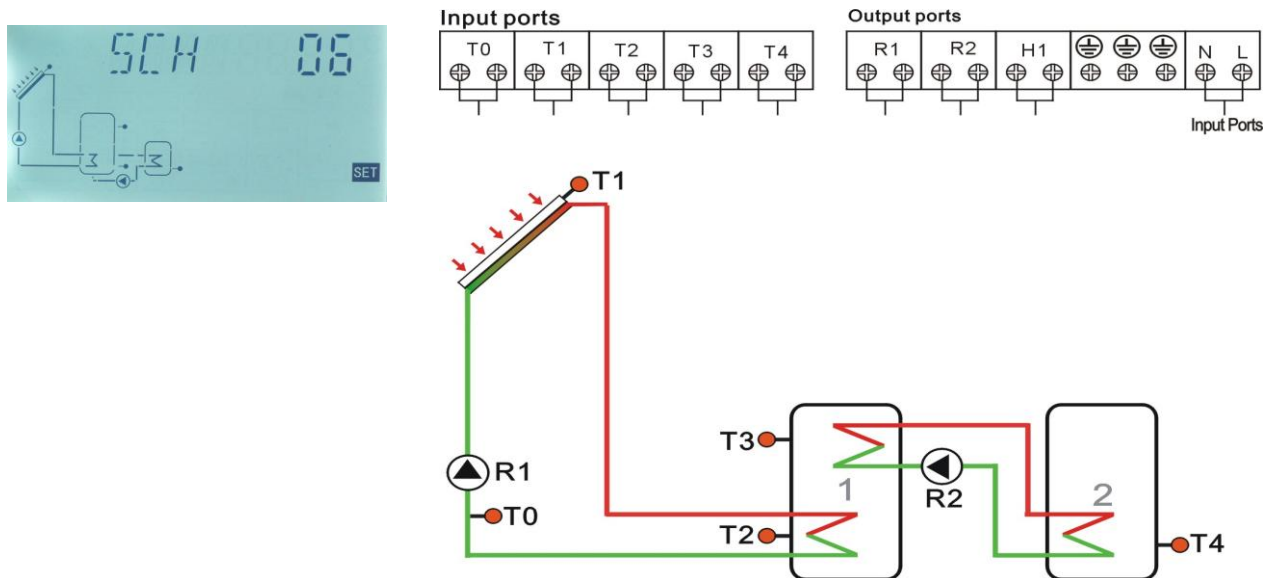 SCH 06
SET
Input ports
T0 T1 T2 T3 T4
Output ports
R1 R2 H1 N L
Input Ports
T1
R1
T0
T3
T2
1
R2
2
T4